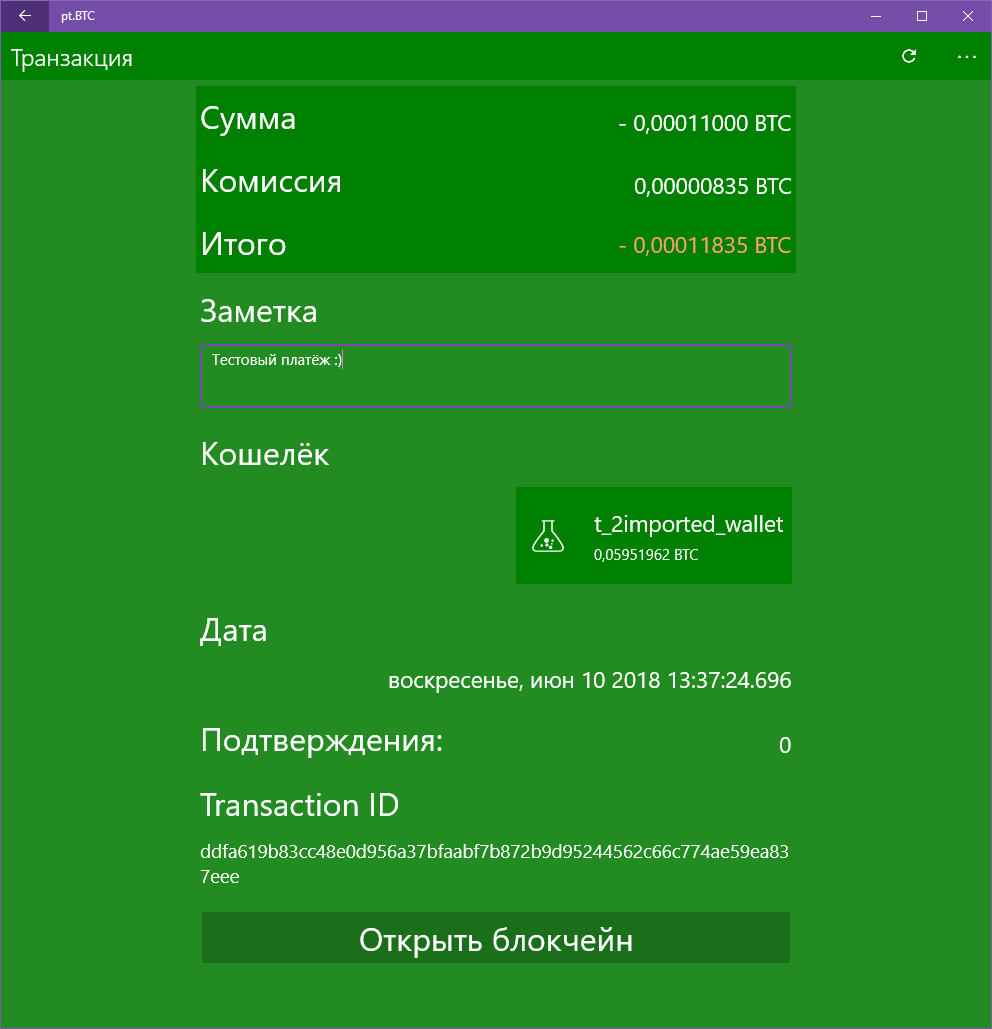 pt.BTC
Транзакция
Сумма - 0,00011000 BTC
Комиссия 0,00000835 BTC
Итого - 0,00011835 BTC
Заметка
Тестовый платёж :)
Кошелёк
t_2imported_wallet
0,05951962 BTC
Дата
воскресенье, июн 10 2018 13:37:24.696
Подтверждения: 0
Transaction ID
ddfa619b83cc48e0d956a37bfaabf7b872b9d95244562c66c774ae59ea83
7eee
Открыть блокчейн